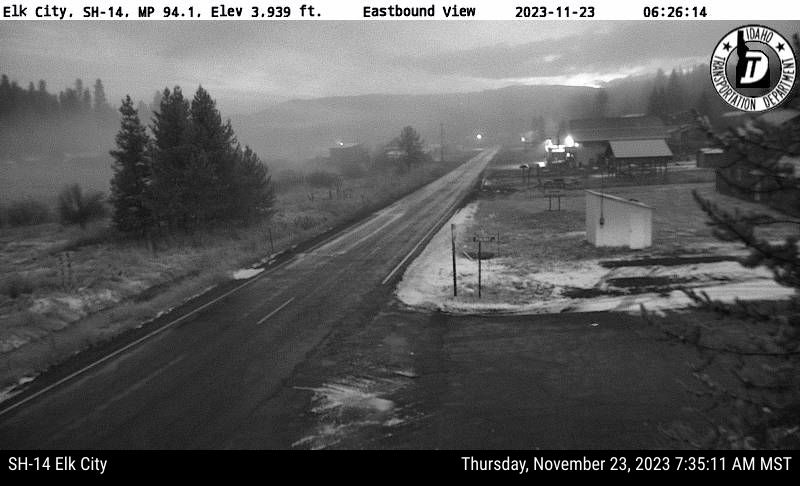 Elk City, SH-14, MP 94.1, Elev 3,939 ft. Eastbound View 2023-11-23 06:26:14
IDAHO
TRANSPORTATION DEPARTMENT
SH-14 Elk City Thursday, November 23, 2023 7:35:11 AM MST